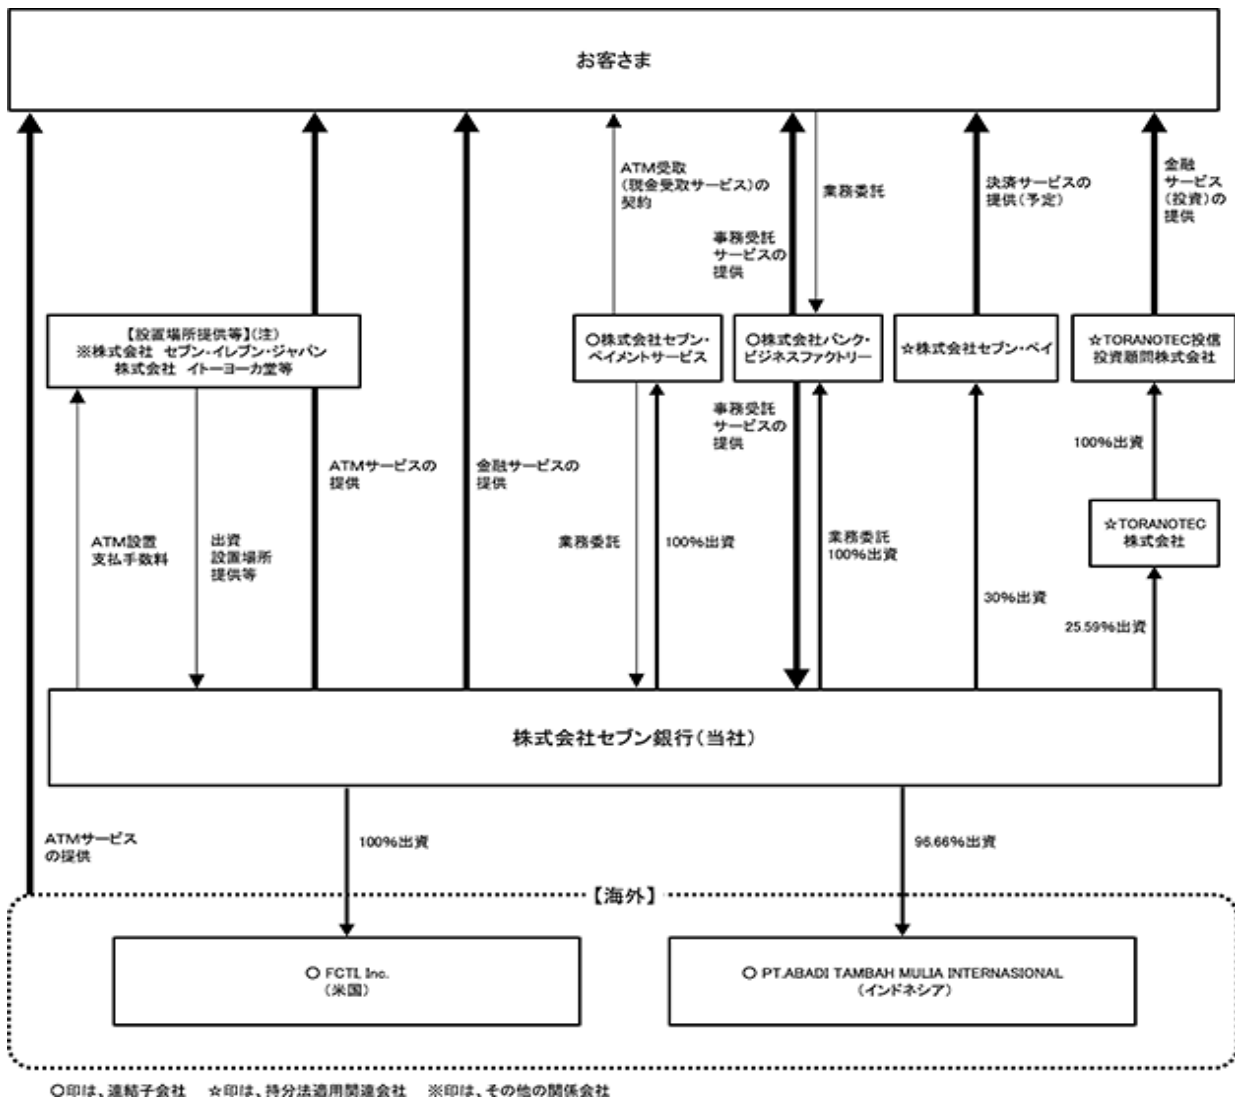 お客さま
ATM受取
(現金受取サービス)の
契約
業務委託
決済サービスの
提供(予定)
金融
サービス
(投資)の
提供
事務受託
サービスの
提供
【設置場所提供等】(注)
※株式会社 セブン-イレブン・ジャパン
株式会社 イトーヨーカ堂等
○株式会社セブン・
ペイメントサービス
○株式会社バンク・
ビジネスファクトリー
☆株式会社セブン・ペイ
☆TORANOTEC投信
投資顧問株式会社
事務受託
サービスの
提供
100%出資
ATMサービスの
提供
金融サービスの
提供
☆TORANOTEC
株式会社
ATM設置
支払手数料
出資
設置場所
提供等
業務委託
100%出資
業務委託
100%出資
30%出資
25.59%出資
株式会社セブン銀行(当社)
ATMサービス
の提供
100%出資
96.66%出資
【海外】
○ FCTI, Inc.
(米国)
○ PT.ABADI TAMBAH MULIA INTERNASIONAL
(インドネシア)
○印は、連結子会社 ☆印は、持分法適用関連会社 ※印は、その他の関係会社